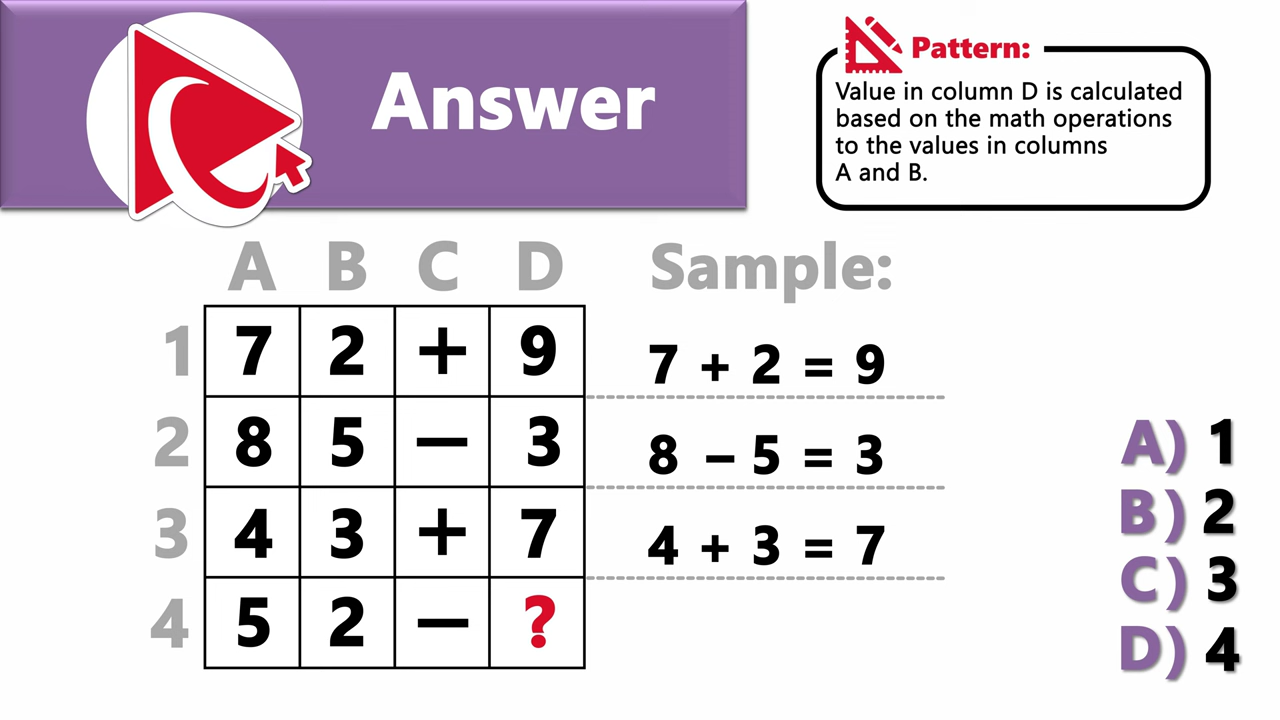 Answer
Pattern:
Value in column D is calculated
based on the math operations
to the values in columns
A and B.
A B C D
Sample:
1 7 2 + 9
7 + 2 = 9
2 8 5 – 3
8 – 5 = 3
3 4 3 + 7
4 + 3 = 7
4 5 2 – ?
A) 1
B) 2
C) 3
D) 4